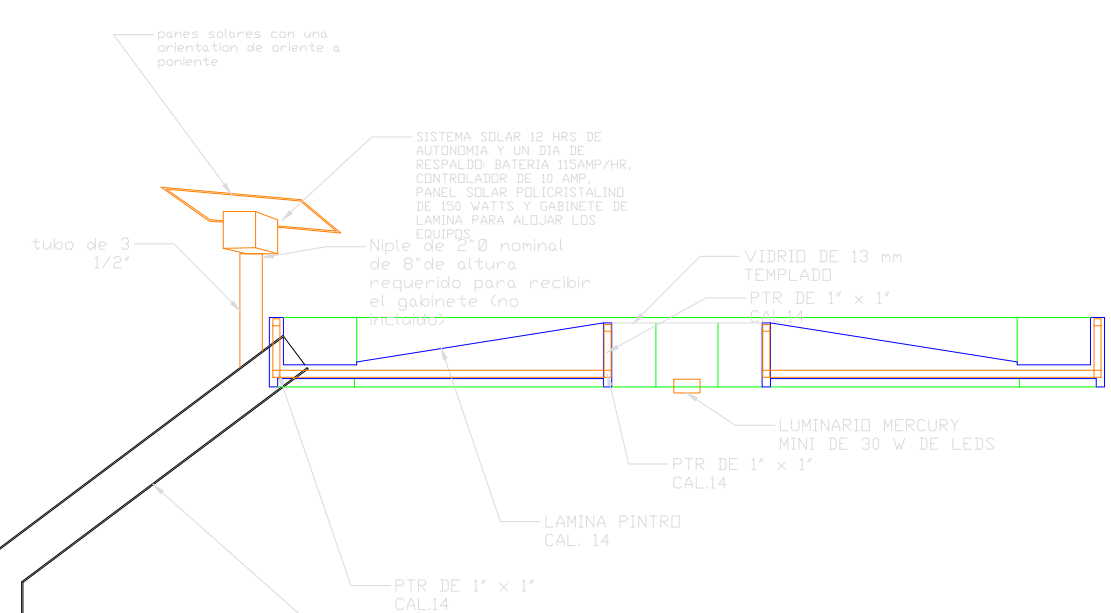 panes solares con una
orientation de oriente a
poniente
SISTEMA SOLAR 12 HRS DE
AUTONOMIA Y UN DIA DE
RESPALDO: BATERIA 115AMP/HR,
CONTROLADOR DE 10 AMP,
PANEL SOLAR POLICRISTALINO
DE 150 WATTS Y GABINETE DE
LAMINA PARA ALOJAR LOS
EQUIPOS
tubo de 3
1/2"
Niple de 2"Ø nominal
de 8"de altura
requerido para recibir
el gabinete (no
incluido)
VIDRIO DE 13 mm
TEMPLADO
PTR DE 1" x 1"
CAL.14
LUMINARIO MERCURY
MINI DE 30 W DE LEDS
PTR DE 1" x 1"
CAL.14
LAMINA PINTRO
CAL. 14
PTR DE 1" x 1"
CAL.14